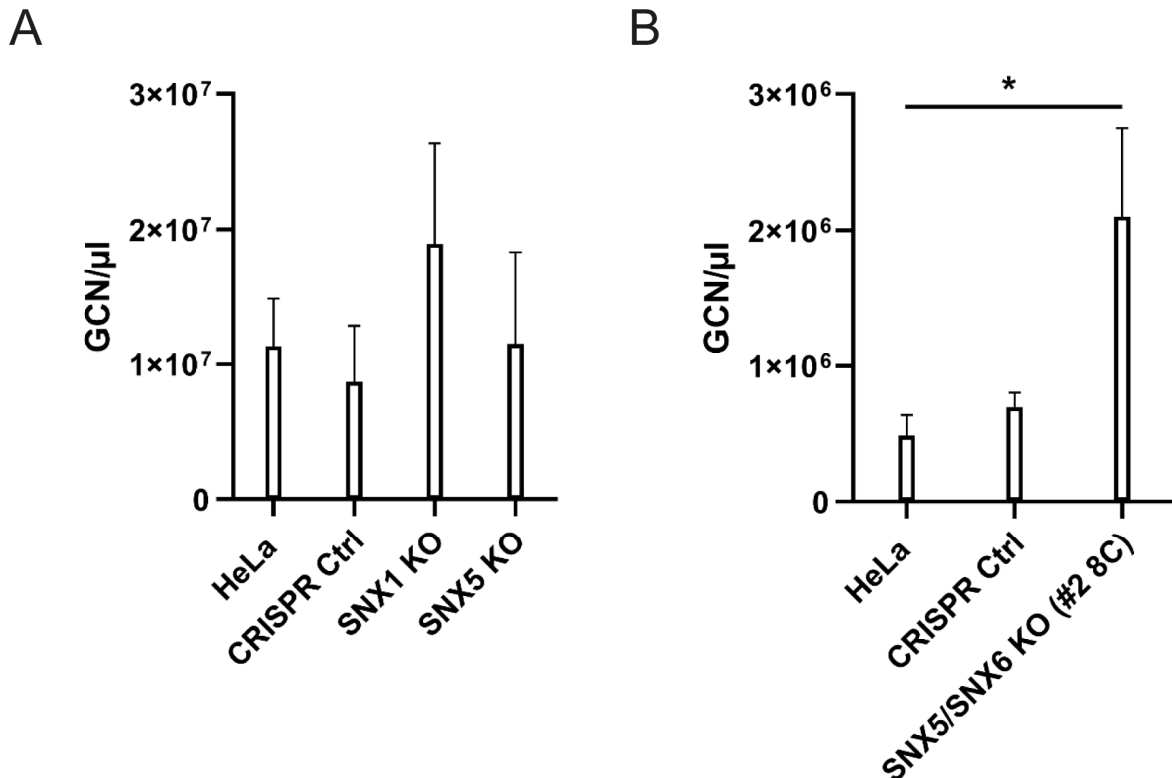 A
3×10⁷
2×10⁷
1×10⁷
0
GCN/µl
HeLa
CRISPR Ctrl
SNX1 KO
SNX5 KO
B
3×10⁶
2×10⁶
1×10⁶
0
GCN/µl
*
HeLa
CRISPR Ctrl
SNX5/SNX6 KO (#2 8C)